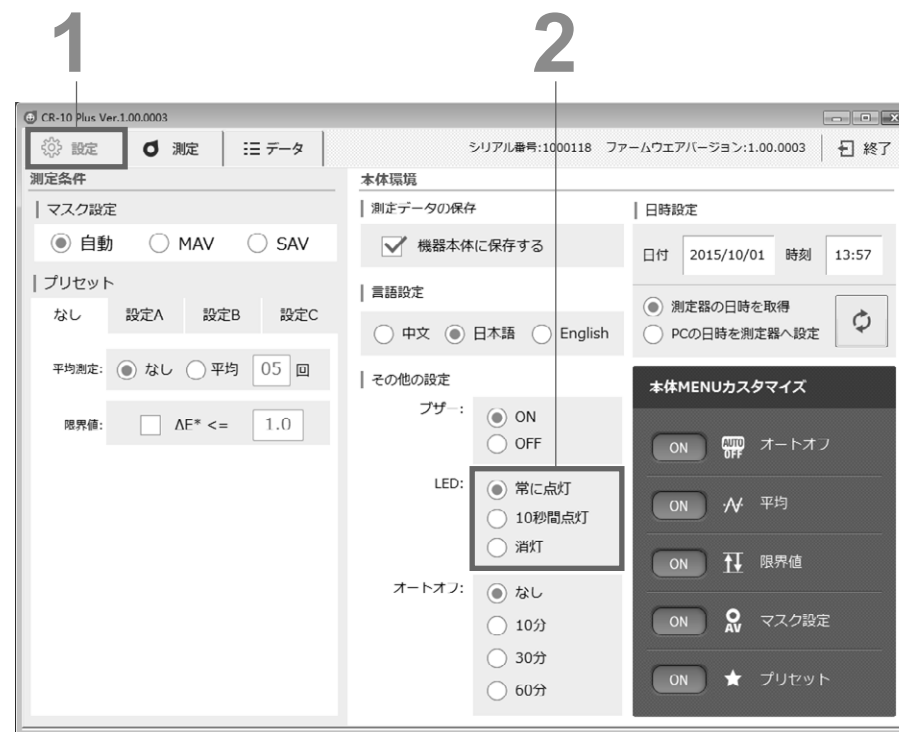 1 2
CR-10 Plus Ver.1.00.0003
設定 測定 データ シリアル番号:1000118 ファームウエアバージョン:1.00.0003 終了
測定条件
マスク設定
自動 MAV SAV
プリセット
なし 設定A 設定B 設定C
平均測定: なし 平均 05 回
限界値: ΔE* <= 1.0
本体環境
測定データの保存
機器本体に保存する
言語設定
中文 日本語 English
その他の設定
ブザー: ON
OFF
LED: 常に点灯
10秒間点灯
消灯
オートオフ: なし
10分
30分
60分
日時設定
日付 2015/10/01 時刻 13:57
測定器の日時を取得
PCの日時を測定器へ設定
本体MENUカスタマイズ
ON AUTO OFF オートオフ
ON 平均
ON 限界値
ON AV マスク設定
ON プリセット